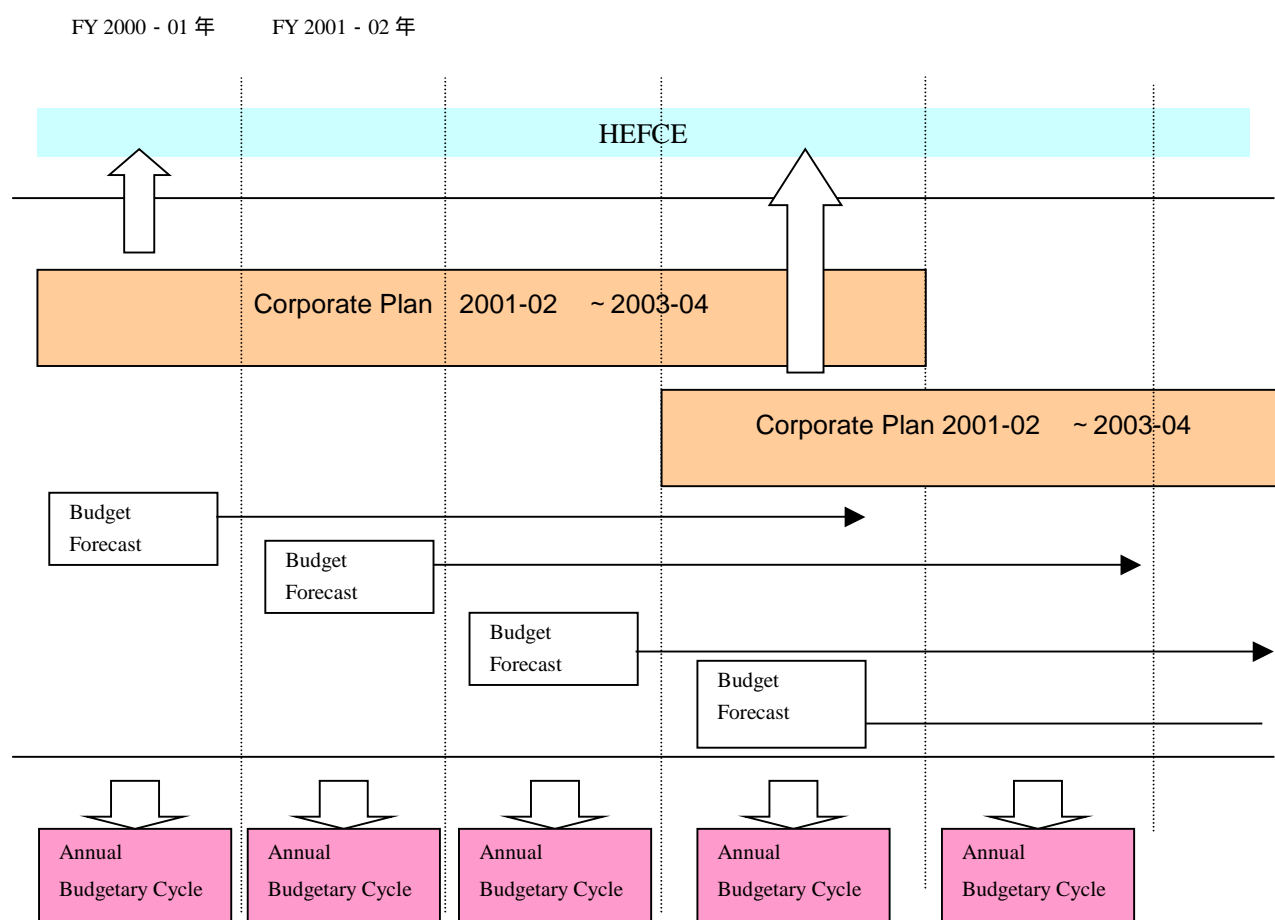 FY 2000 - 01 年 FY 2001 - 02 年
HEFCE
Corporate Plan 2001-02 ~ 2003-04
Corporate Plan 2001-02 ~ 2003-04
Budget
Forecast
Budget
Forecast
Budget
Forecast
Budget
Forecast
Annual
Budgetary Cycle
Annual
Budgetary Cycle
Annual
Budgetary Cycle
Annual
Budgetary Cycle
Annual
Budgetary Cycle